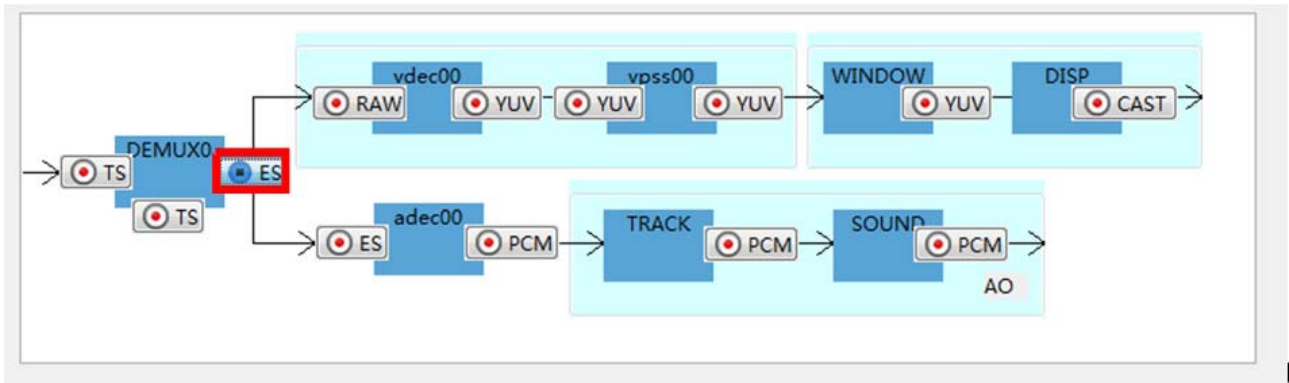 vdec00
vpss00
WINDOW
DISP
RAW
YUV
YUV
YUV
YUV
CAST
DEMUX0
TS
ES
TS
adec00
TRACK
SOUND
ES
PCM
PCM
PCM
AO